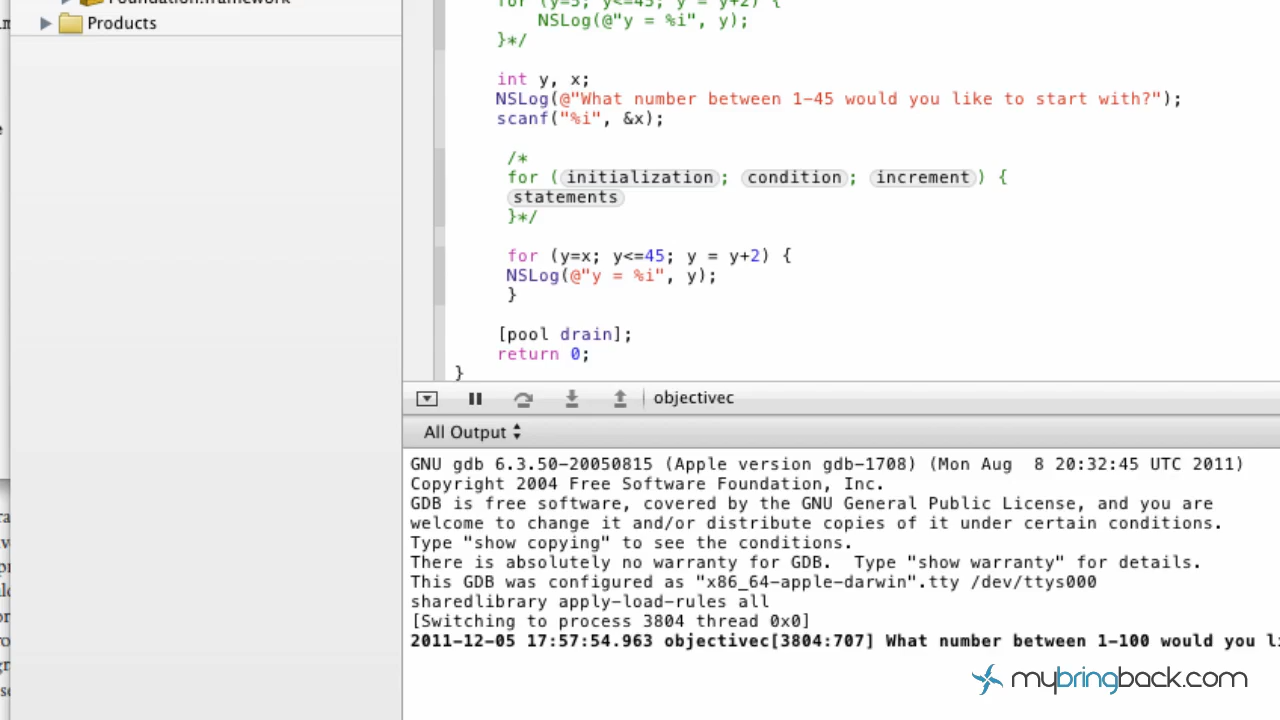 Foundation.framework
Products
for (y=5; y<=45; y = y+2) {
NSLog(@"y = %i", y);
}*/
int y, x;
NSLog(@"What number between 1-45 would you like to start with?");
scanf("%i", &x);
/*
for (initialization; condition; increment) {
statements
}*/
for (y=x; y<=45; y = y+2) {
NSLog(@"y = %i", y);
}
[pool drain];
return 0;
}
objectivec
All Output
GNU gdb 6.3.50-20050815 (Apple version gdb-1708) (Mon Aug  8 20:32:45 UTC 2011)
Copyright 2004 Free Software Foundation, Inc.
GDB is free software, covered by the GNU General Public License, and you are
welcome to change it and/or distribute copies of it under certain conditions.
Type "show copying" to see the conditions.
There is absolutely no warranty for GDB.  Type "show warranty" for details.
This GDB was configured as "x86_64-apple-darwin".tty /dev/ttys000
sharedlibrary apply-load-rules all
[Switching to process 3804 thread 0x0]
2011-12-05 17:57:54.963 objectivec[3804:707] What number between 1-100 would you li
mybringback.com